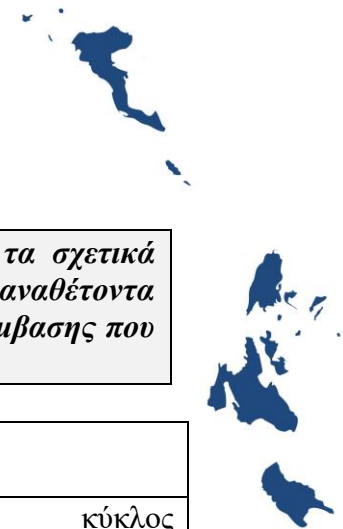 τα σχετικά
αναθέτοντα
μβασης που
κύκλος